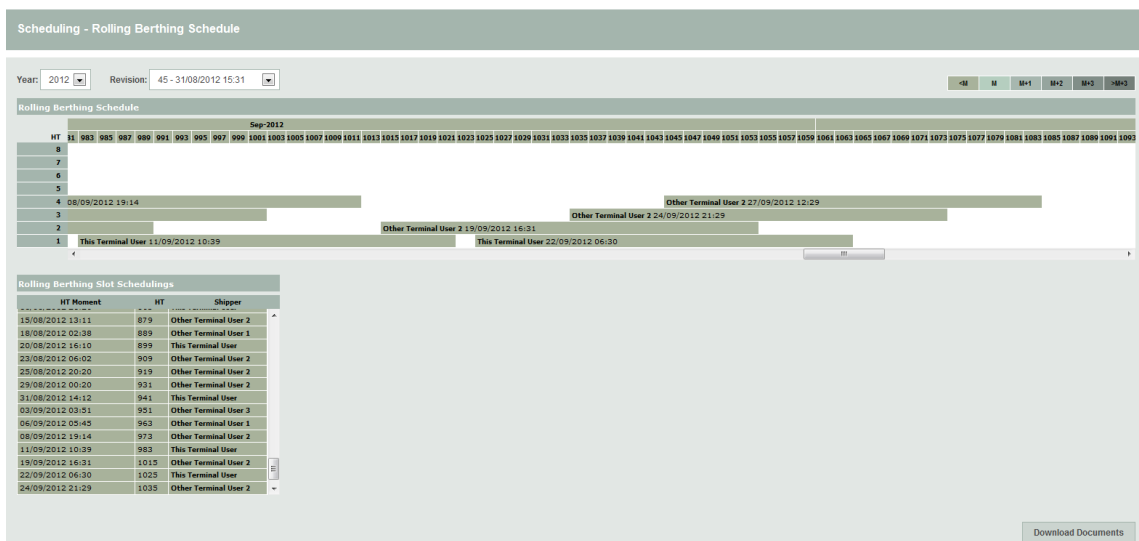 Scheduling - Rolling Berthing Schedule
Year: 2012 Revision: 45 - 31/08/2012 15:31
<M M M+1 M+2 M+3 >M+3
Rolling Berthing Schedule
Sep-2012
HT 81 983 985 987 989 991 993 995 997 999 1001 1003 1005 1007 1009 1011 1013 1015 1017 1019 1021 1023 1025 1027 1029 1031 1033 1035 1037 1039 1041 1043 1045 1047 1049 1051 1053 1055 1057 1059 1061 1063 1065 1067 1069 1071 1073 1075 1077 1079 1081 1083 1085 1087 1089 1091 1093
8
7
6
5
4 08/09/2012 19:14 Other Terminal User 2 27/09/2012 12:29
3 Other Terminal User 2 24/09/2012 21:29
2 Other Terminal User 2 19/09/2012 16:31
1 This Terminal User 11/09/2012 10:39 This Terminal User 22/09/2012 06:30
Rolling Berthing Slot Schedulings
HT Moment HT Shipper
15/08/2012 13:11 879 Other Terminal User 2
18/08/2012 02:38 889 Other Terminal User 1
20/08/2012 16:10 899 This Terminal User
23/08/2012 06:02 909 Other Terminal User 2
25/08/2012 20:20 919 Other Terminal User 2
29/08/2012 00:20 931 Other Terminal User 2
31/08/2012 14:12 941 This Terminal User
03/09/2012 03:51 951 Other Terminal User 3
06/09/2012 05:45 963 Other Terminal User 1
08/09/2012 19:14 973 Other Terminal User 2
11/09/2012 10:39 983 This Terminal User
19/09/2012 16:31 1015 Other Terminal User 2
22/09/2012 06:30 1025 This Terminal User
24/09/2012 21:29 1035 Other Terminal User 2
Download Documents